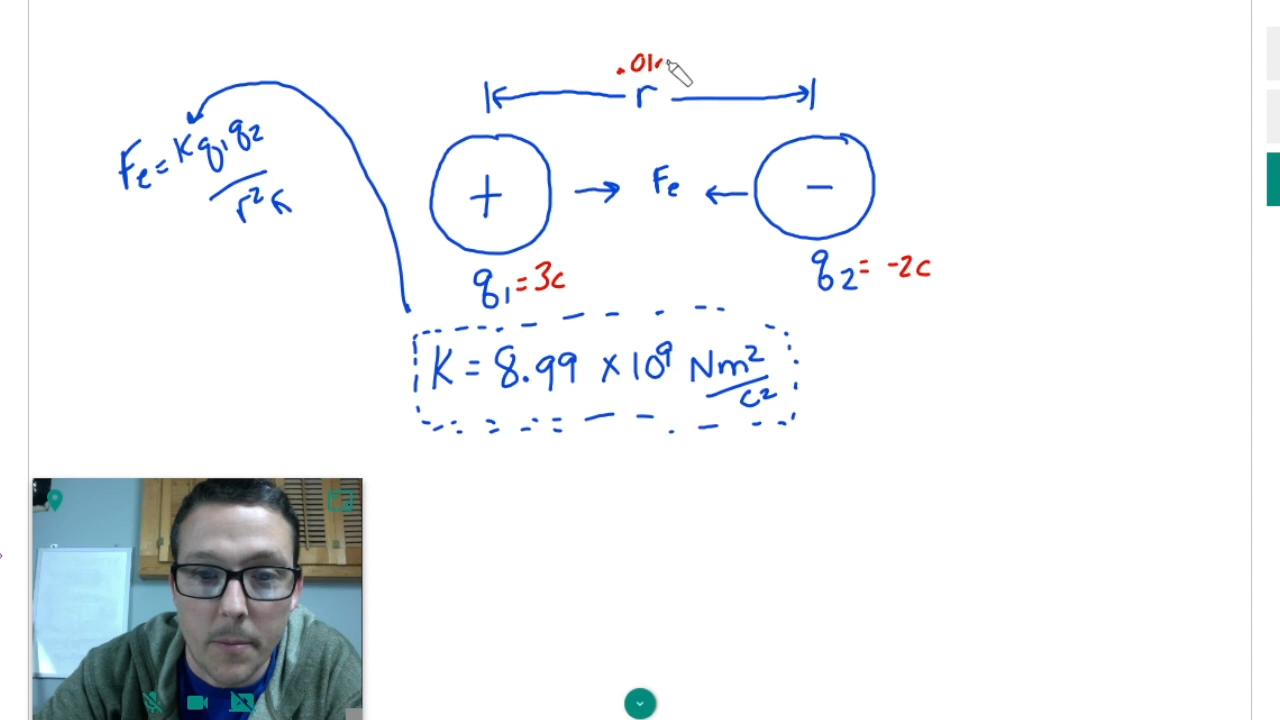 .01
r
Fe = Kq1q2
r²
+ Fe -
q1 = 3c
q2 = -2c
K = 8.99 × 10⁹ Nm²
c²